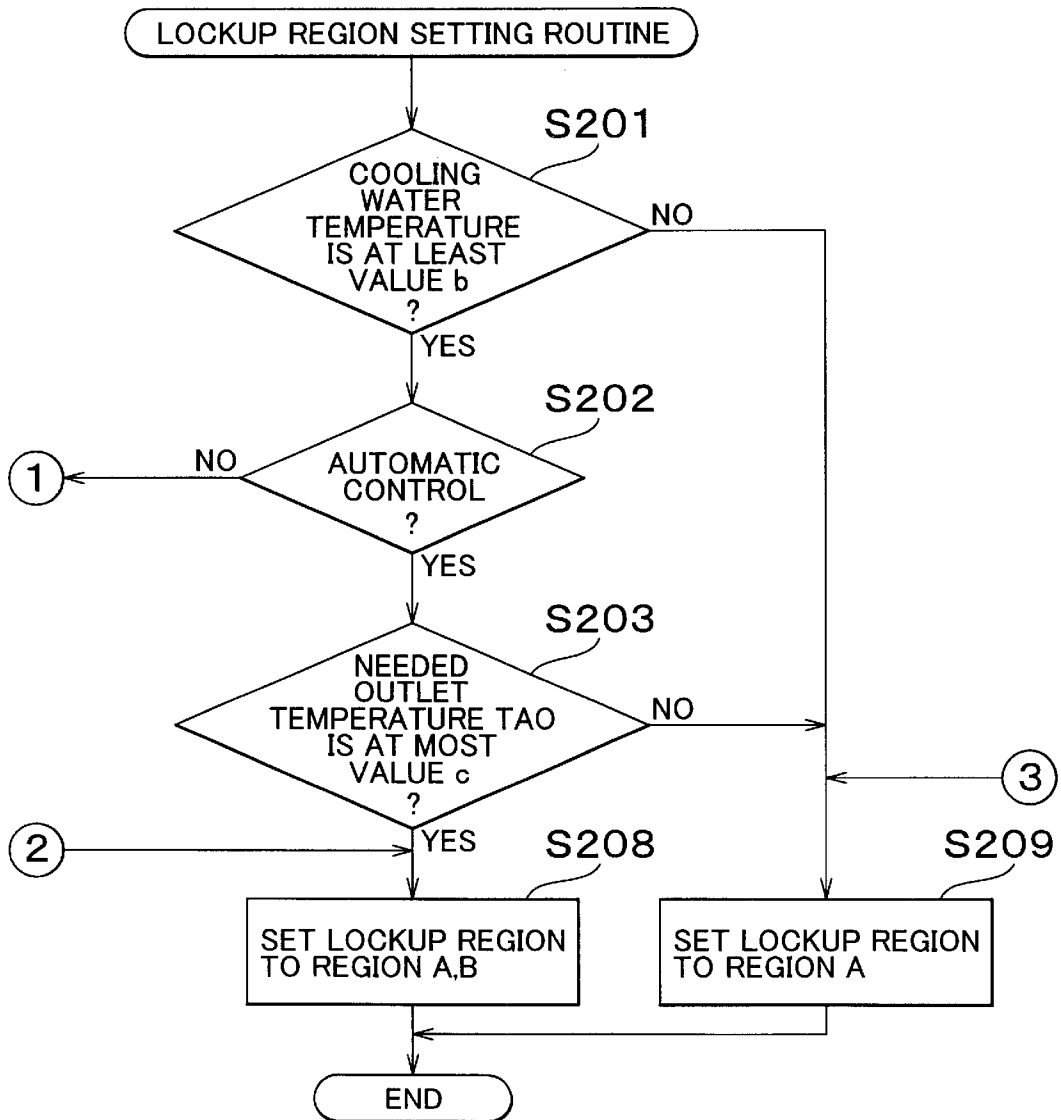 LOCKUP REGION SETTING ROUTINE
S201
COOLING
WATER
TEMPERATURE
IS AT LEAST
VALUE b
?
NO
YES
S202
AUTOMATIC
CONTROL
?
NO
1
YES
S203
NEEDED
OUTLET
TEMPERATURE TAO
IS AT MOST
VALUE c
?
NO
3
YES
2
S208
SET LOCKUP REGION
TO REGION A,B
S209
SET LOCKUP REGION
TO REGION A
END